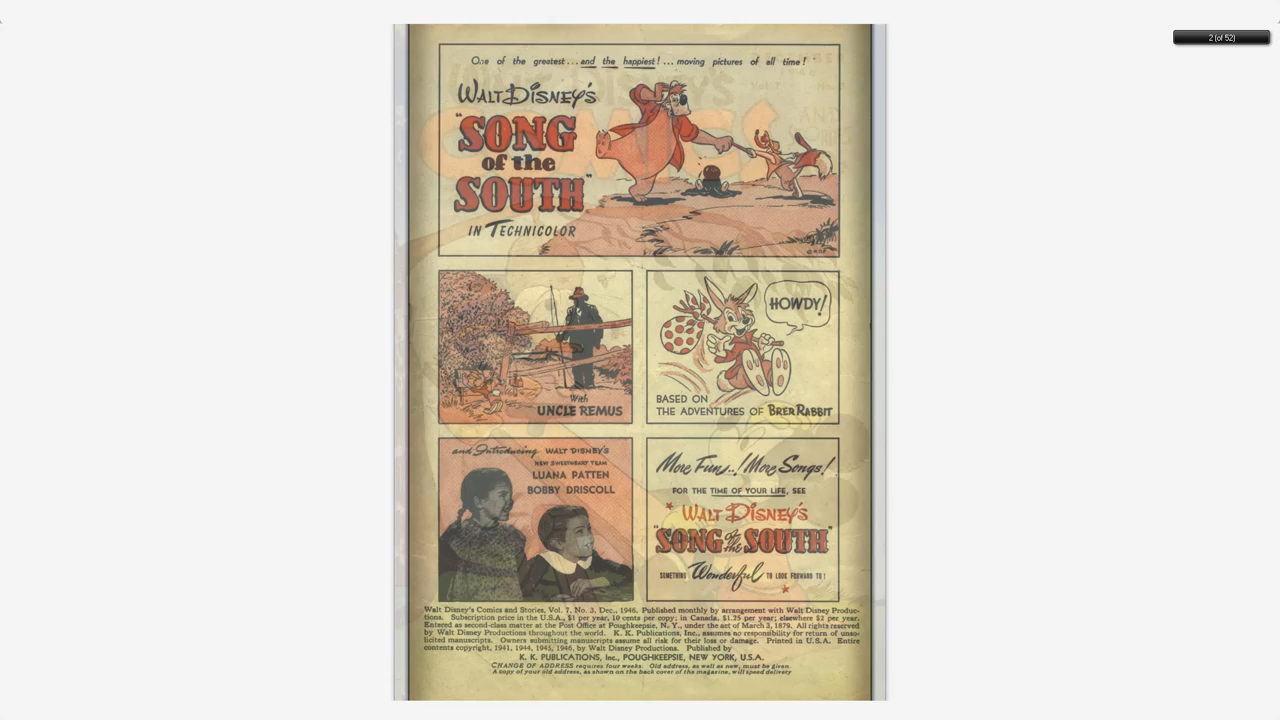 2 (of 52)
One of the greatest...and the happiest!...moving pictures of all time!
WALT DISNEY'S
"SONG
of the
SOUTH"
IN TECHNICOLOR
With
UNCLE REMUS
HOWDY!
BASED ON
THE ADVENTURES OF BRER RABBIT
and Introducing WALT DISNEY'S
NEW SWEETHEART TEAM
LUANA PATTEN
BOBBY DRISCOLL
More Fun..! More Songs!
FOR THE TIME OF YOUR LIFE, SEE
WALT DISNEY'S
"SONG of the SOUTH"
SOMETHING Wonderful TO LOOK FORWARD TO!
Walt Disney's Comics and Stories, Vol. 7, No. 3, Dec., 1946. Published monthly by arrangement with Walt Disney Produc-
tions. Subscription price in the U.S.A., $1 per year, 10 cents per copy; in Canada, $1.25 per year; elsewhere $2 per year.
Entered as second-class matter at the Post Office at Poughkeepsie, N. Y., under the act of March 3, 1879. All rights reserved
by Walt Disney Productions throughout the world. K. K. Publications, Inc., assumes no responsibility for return of unso-
licited manuscripts. Owners submitting manuscripts assume all risk for their loss or damage. Printed in U.S.A. Entire
contents copyright, 1941, 1944, 1945, 1946, by Walt Disney Productions. Published by
K. K. PUBLICATIONS, Inc., POUGHKEEPSIE, NEW YORK, U.S.A.
CHANGE OF ADDRESS requires four weeks. Old address, as well as new, must be given.
A copy of your old address, as shown on the back cover of the magazine, will speed delivery